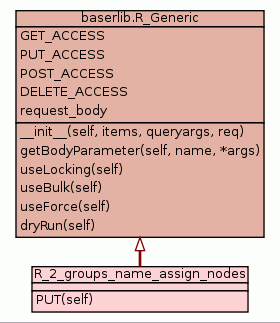 baserlib.R_Generic
GET_ACCESS
PUT_ACCESS
POST_ACCESS
DELETE_ACCESS
request_body
__init__(self, items, queryargs, req)
getBodyParameter(self, name, *args)
useLocking(self)
useBulk(self)
useForce(self)
dryRun(self)
R_2_groups_name_assign_nodes
PUT(self)